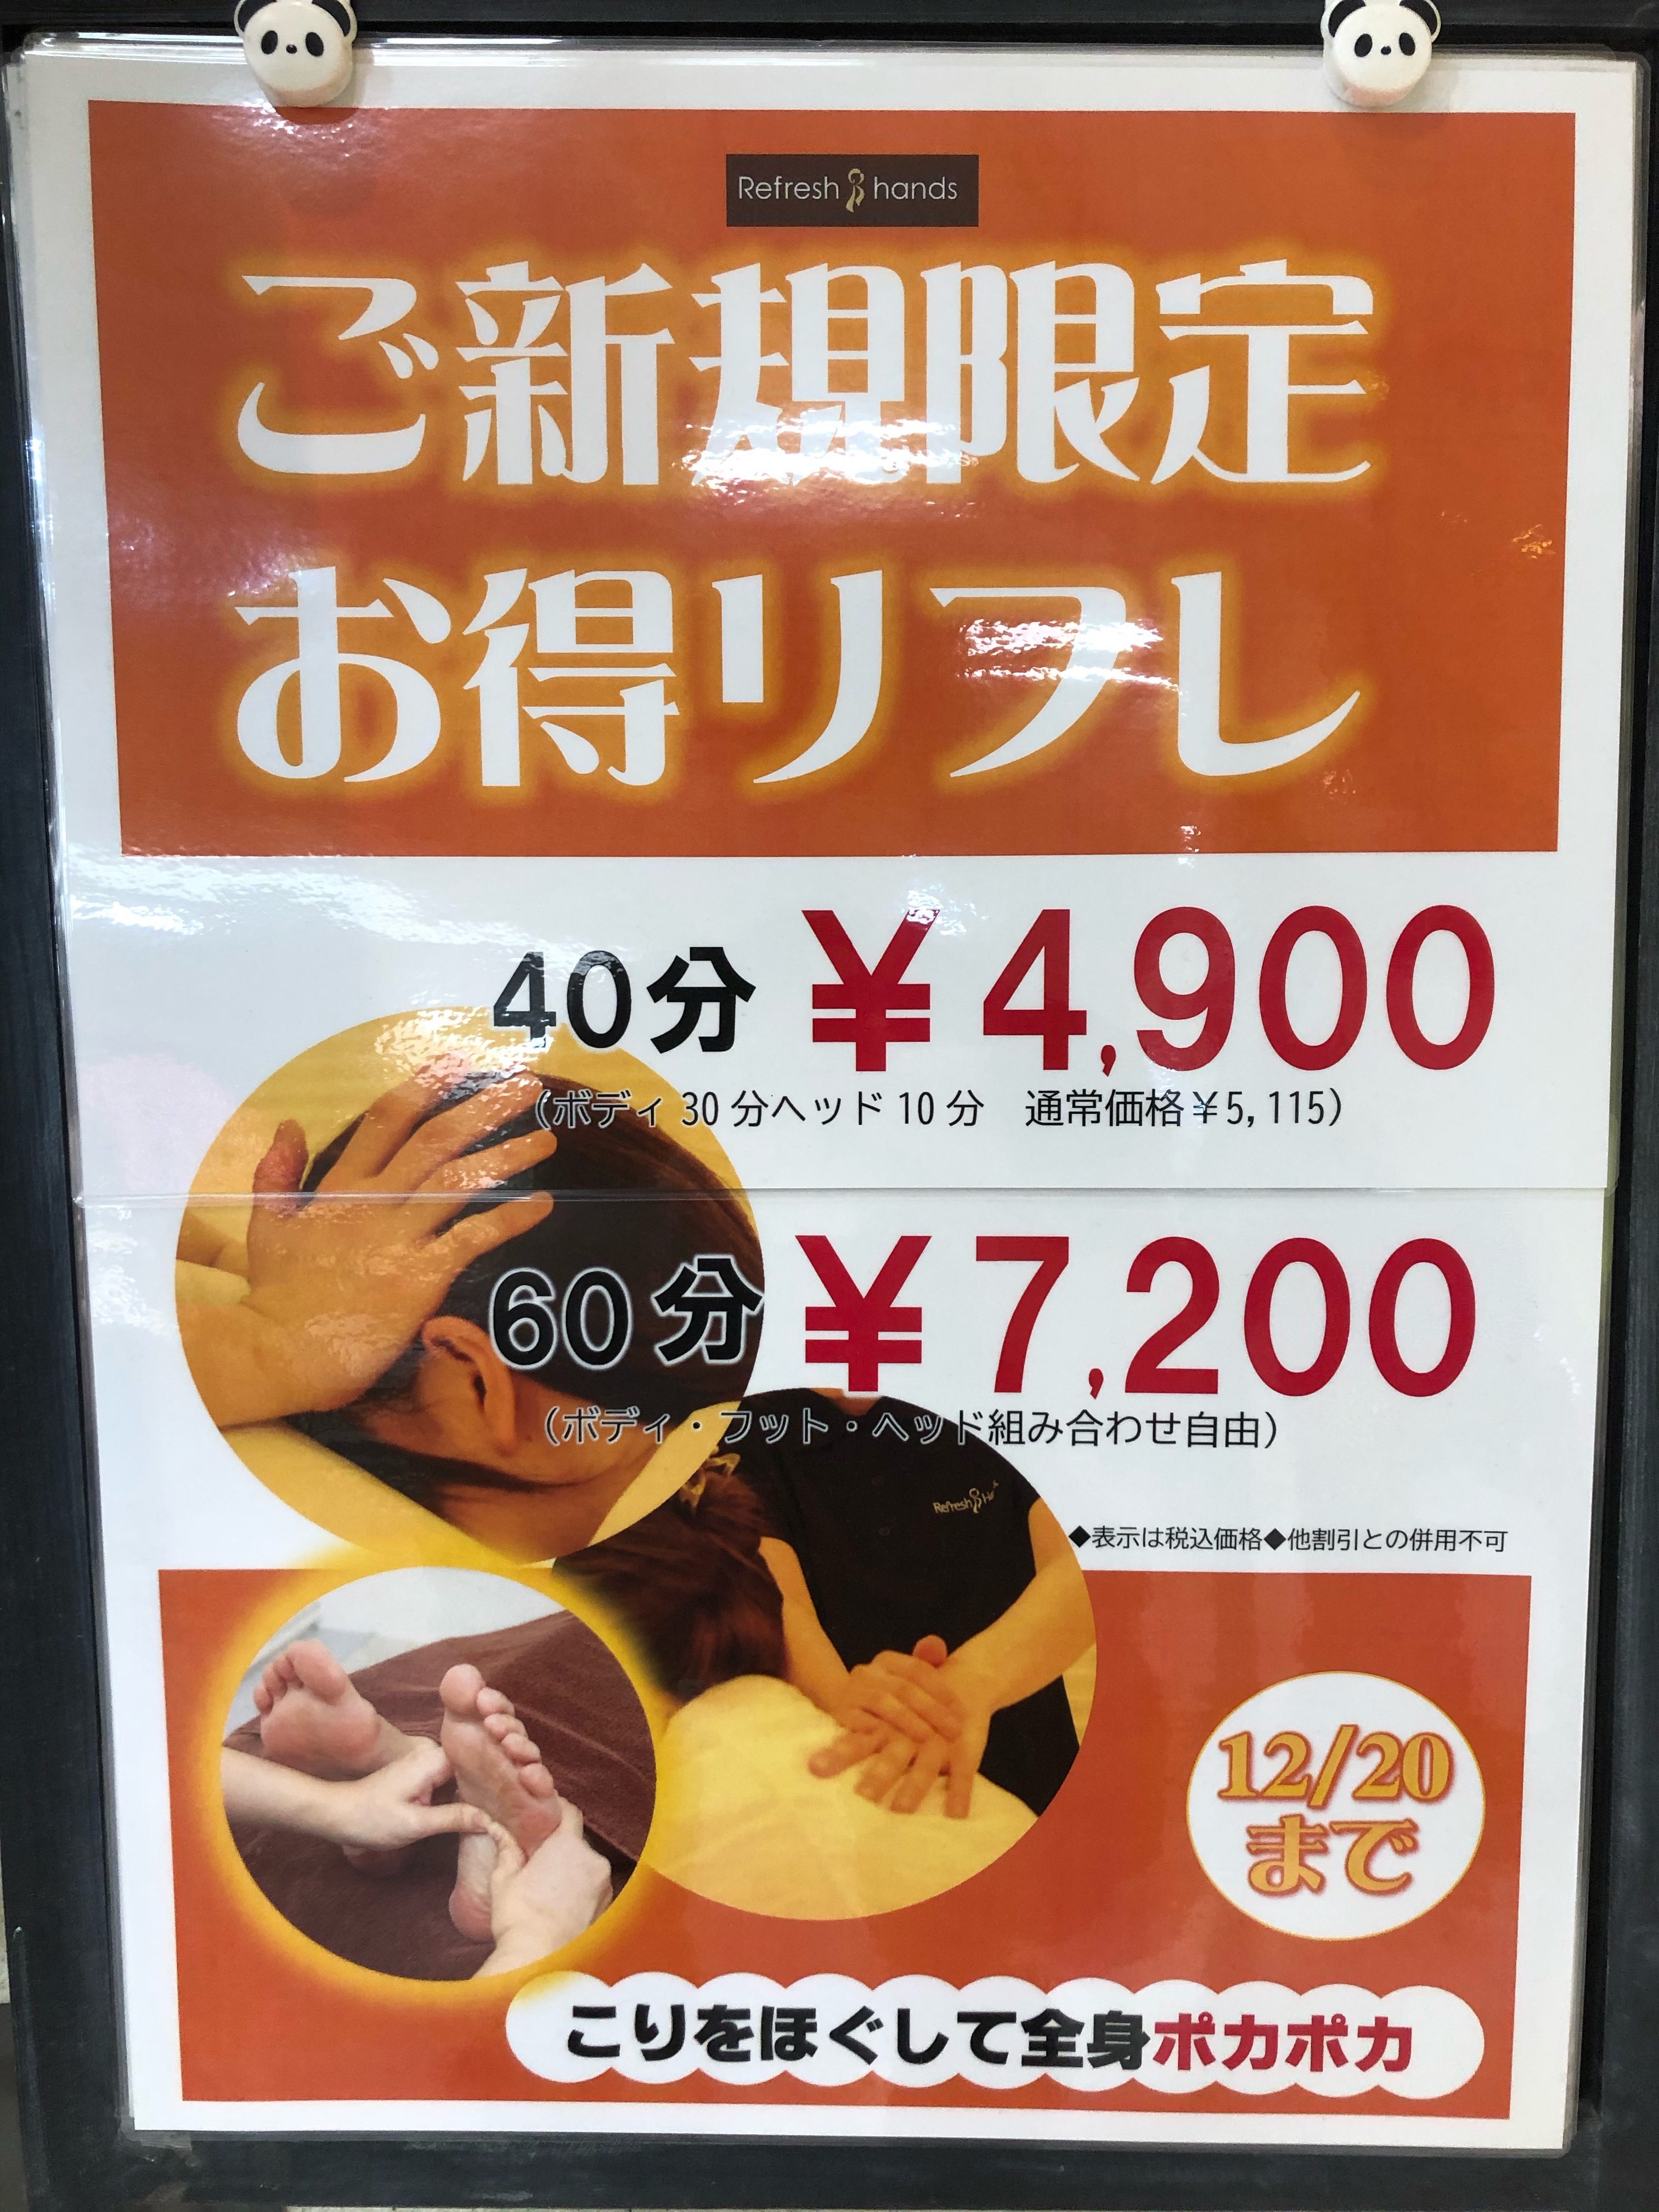 Refresh hands
ご新規限定
お得リフレ
40分 ¥4,900
(ボディ 30 分ヘッド 10 分　通常価格¥5,115)
60分 ¥7,200
(ボディ・フット・ヘッド組み合わせ自由)
◆表示は税込価格◆他割引との併用不可
12/20
まで
こりをほぐして全身ポカポカ